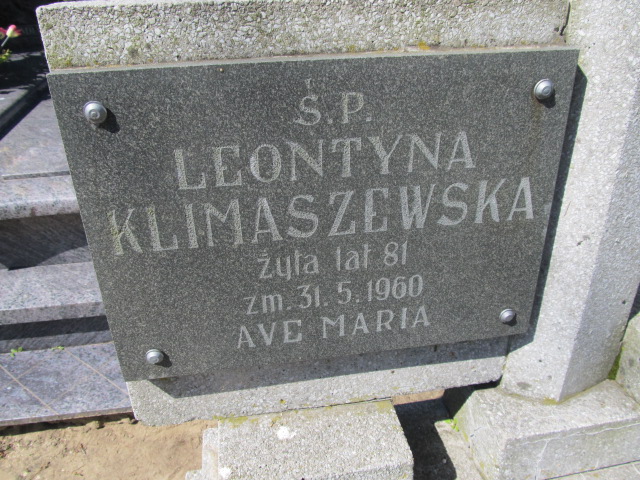 Ś.P.
LEONTYNA
KLIMASZEWSKA
żyła lat 81
zm. 31. 5. 1960
AVE MARIA